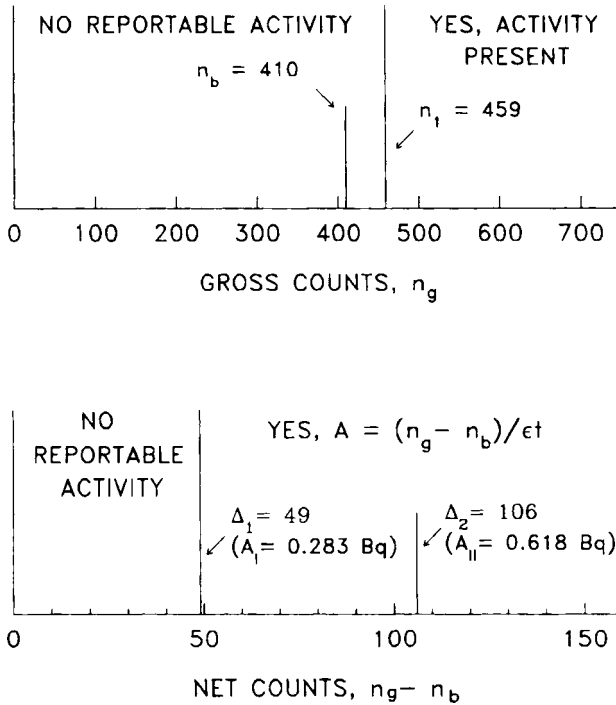 NO REPORTABLE ACTIVITY
YES, ACTIVITY
PRESENT
n_b = 410
n_t = 459
0 100 200 300 400 500 600 700
GROSS COUNTS, n_g
NO
REPORTABLE
ACTIVITY
YES, A = (n_g - n_b)/ϵt
Δ_1 = 49
(A_I = 0.283 Bq)
Δ_2 = 106
(A_II = 0.618 Bq)
0 50 100 150
NET COUNTS, n_g - n_b